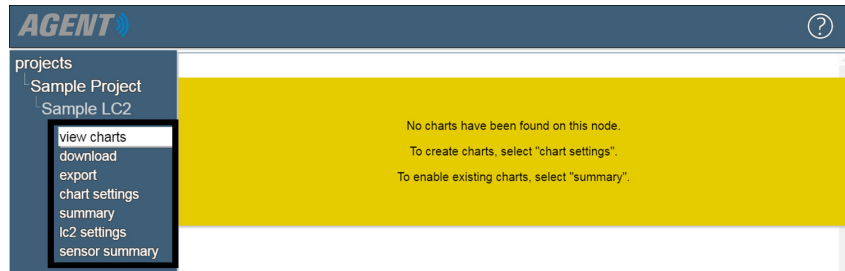 AGENT
?
projects
Sample Project
Sample LC2
view charts
download
export
chart settings
summary
lc2 settings
sensor summary
No charts have been found on this node.
To create charts, select "chart settings".
To enable existing charts, select "summary".